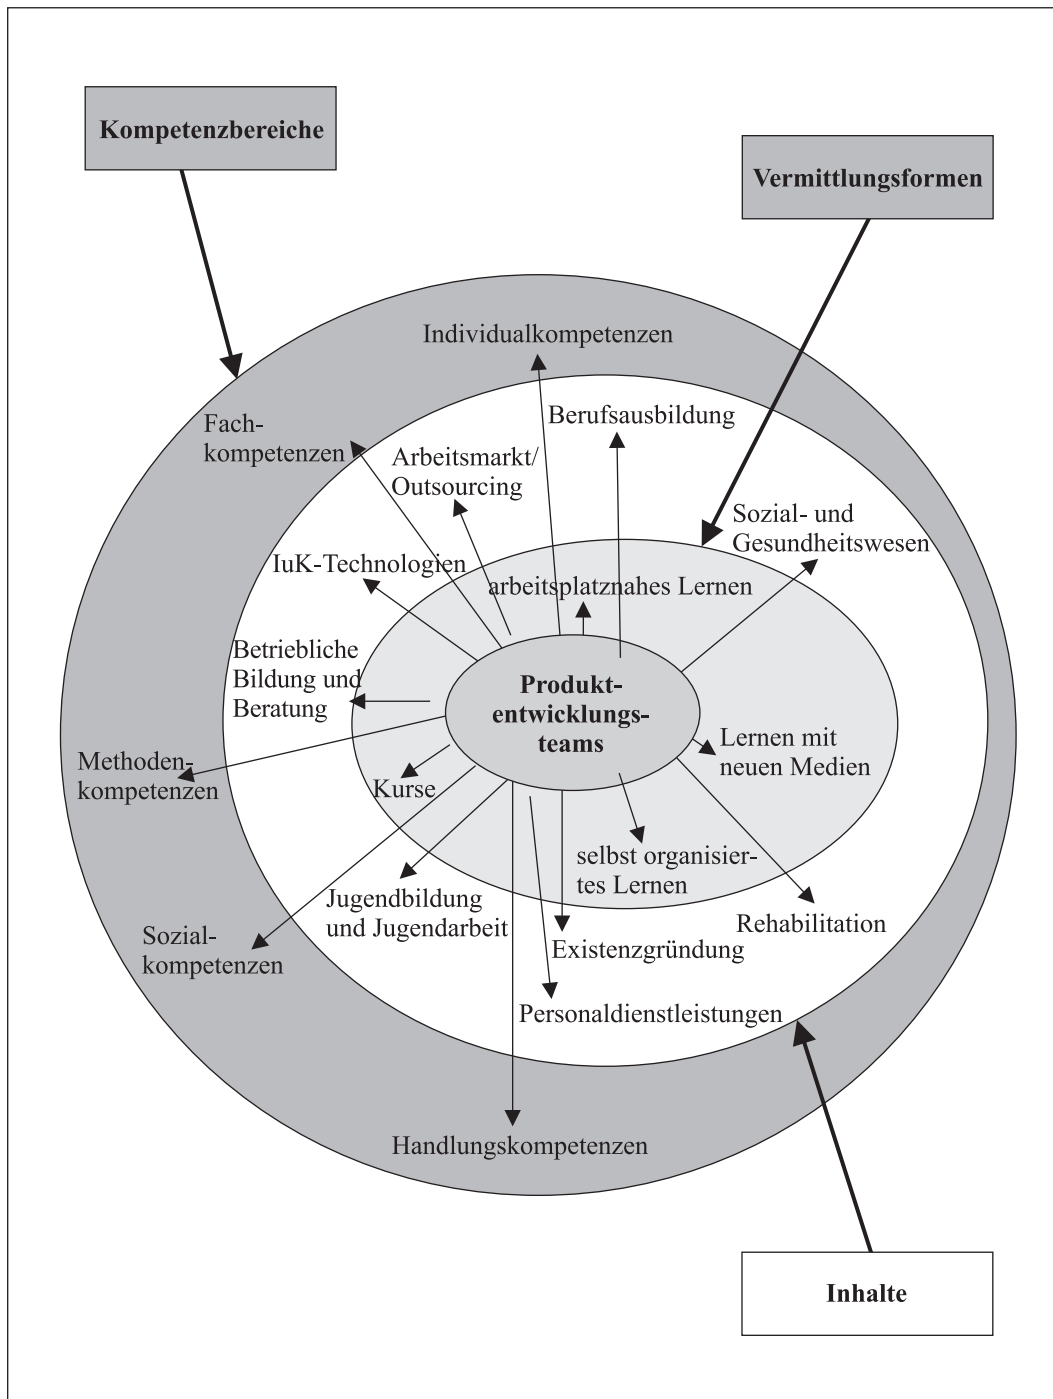 Kompetenzbereiche
Vermittlungsformen
Individualkompetenzen
Berufsausbildung
Fach-
kompetenzen
Arbeitsmarkt/
Outsourcing
Sozial- und
Gesundheitswesen
IuK-Technologien
arbeitsplatznahes Lernen
Betriebliche
Bildung und
Beratung
Produkt-
entwicklungs-
teams
Lernen mit
neuen Medien
Methoden-
kompetenzen
Kurse
selbst organisier-
tes Lernen
Jugendbildung
und Jugendarbeit
Rehabilitation
Sozial-
kompetenzen
Existenzgründung
Personaldienstleistungen
Handlungskompetenzen
Inhalte